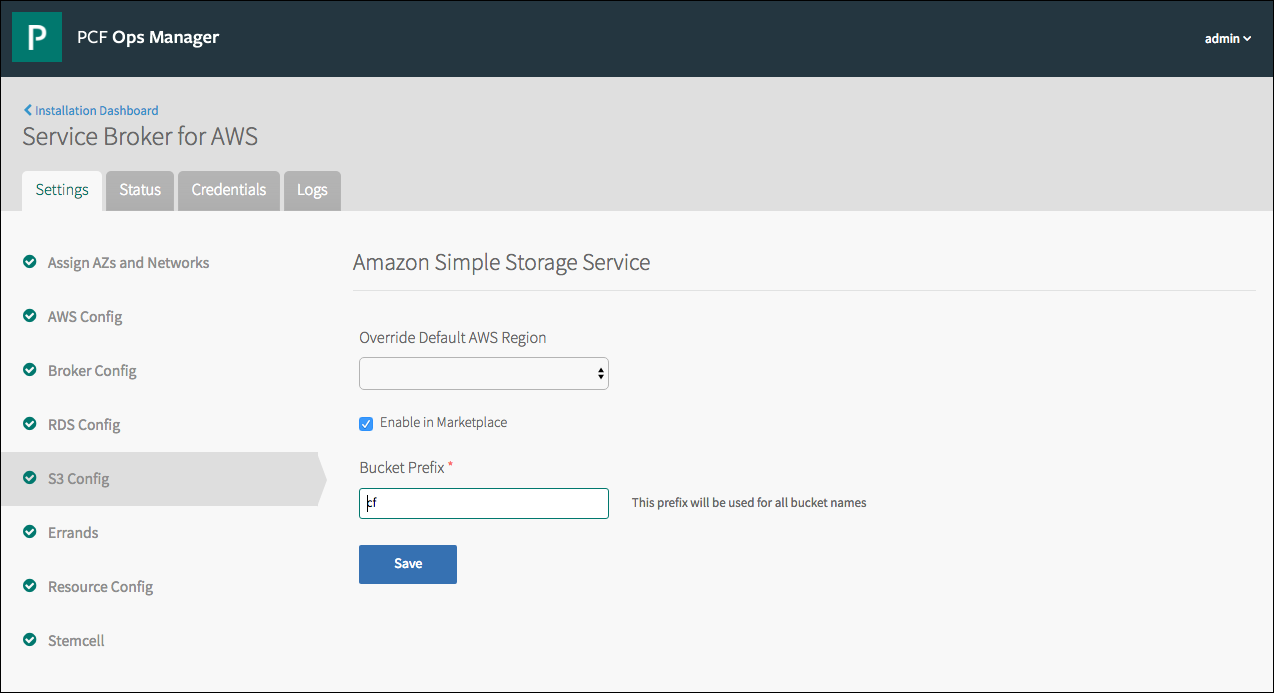 P
PCF Ops Manager
admin
Installation Dashboard
Service Broker for AWS
Settings
Status
Credentials
Logs
Assign AZs and Networks
AWS Config
Broker Config
RDS Config
S3 Config
Errands
Resource Config
Stemcell
Amazon Simple Storage Service
Override Default AWS Region
Enable in Marketplace
Bucket Prefix *
cf
This prefix will be used for all bucket names
Save